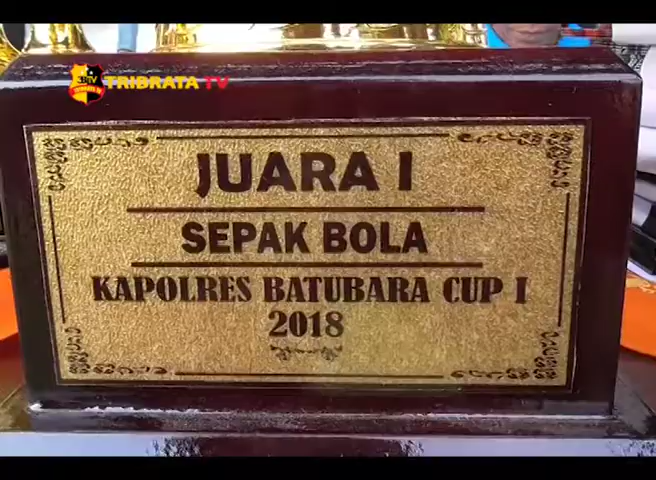 TRIBRATA TV
JUARA I
SEPAK BOLA
KAPOLRES BATUBARA CUP I
2018